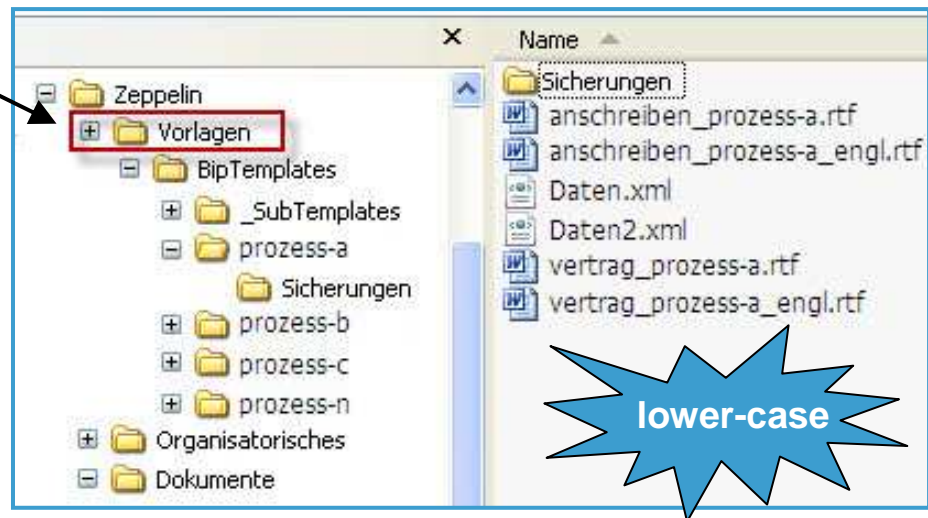 Zeppelin
Vorlagen
BipTemplates
_SubTemplates
prozess-a
Sicherungen
prozess-b
prozess-c
prozess-n
Organisatorisches
Dokumente
Name
Sicherungen
anschreiben_prozess-a.rtf
anschreiben_prozess-a_engl.rtf
Daten.xml
Daten2.xml
vertrag_prozess-a.rtf
vertrag_prozess-a_engl.rtf
lower-case